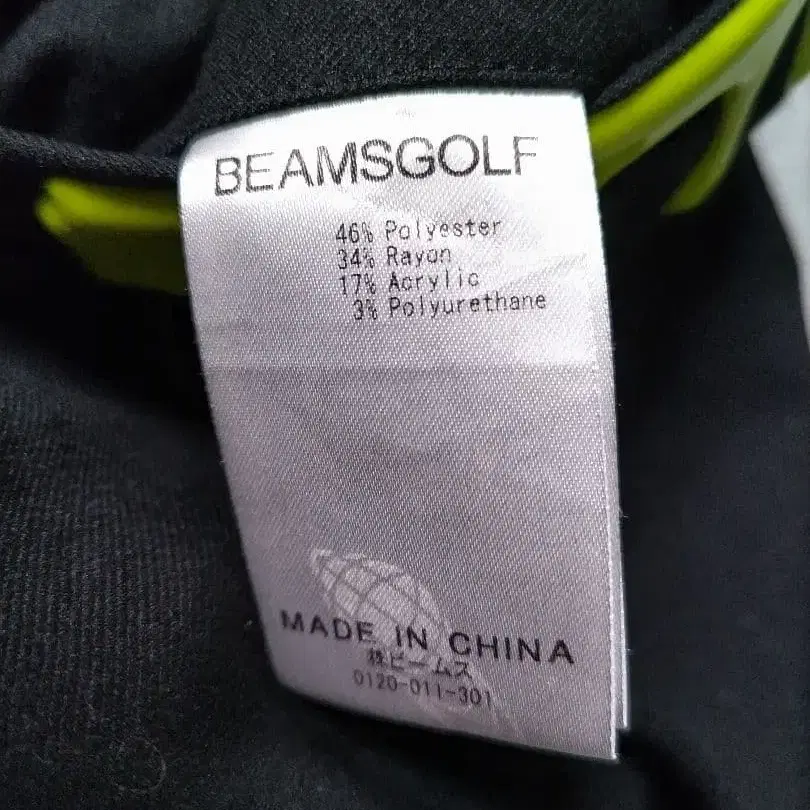 BEAMSGOLF
46% Polyester
34% Rayon
17% Acrylic
3% Polyurethane
MADE IN CHINA
㈱ビームス
0120-011-301